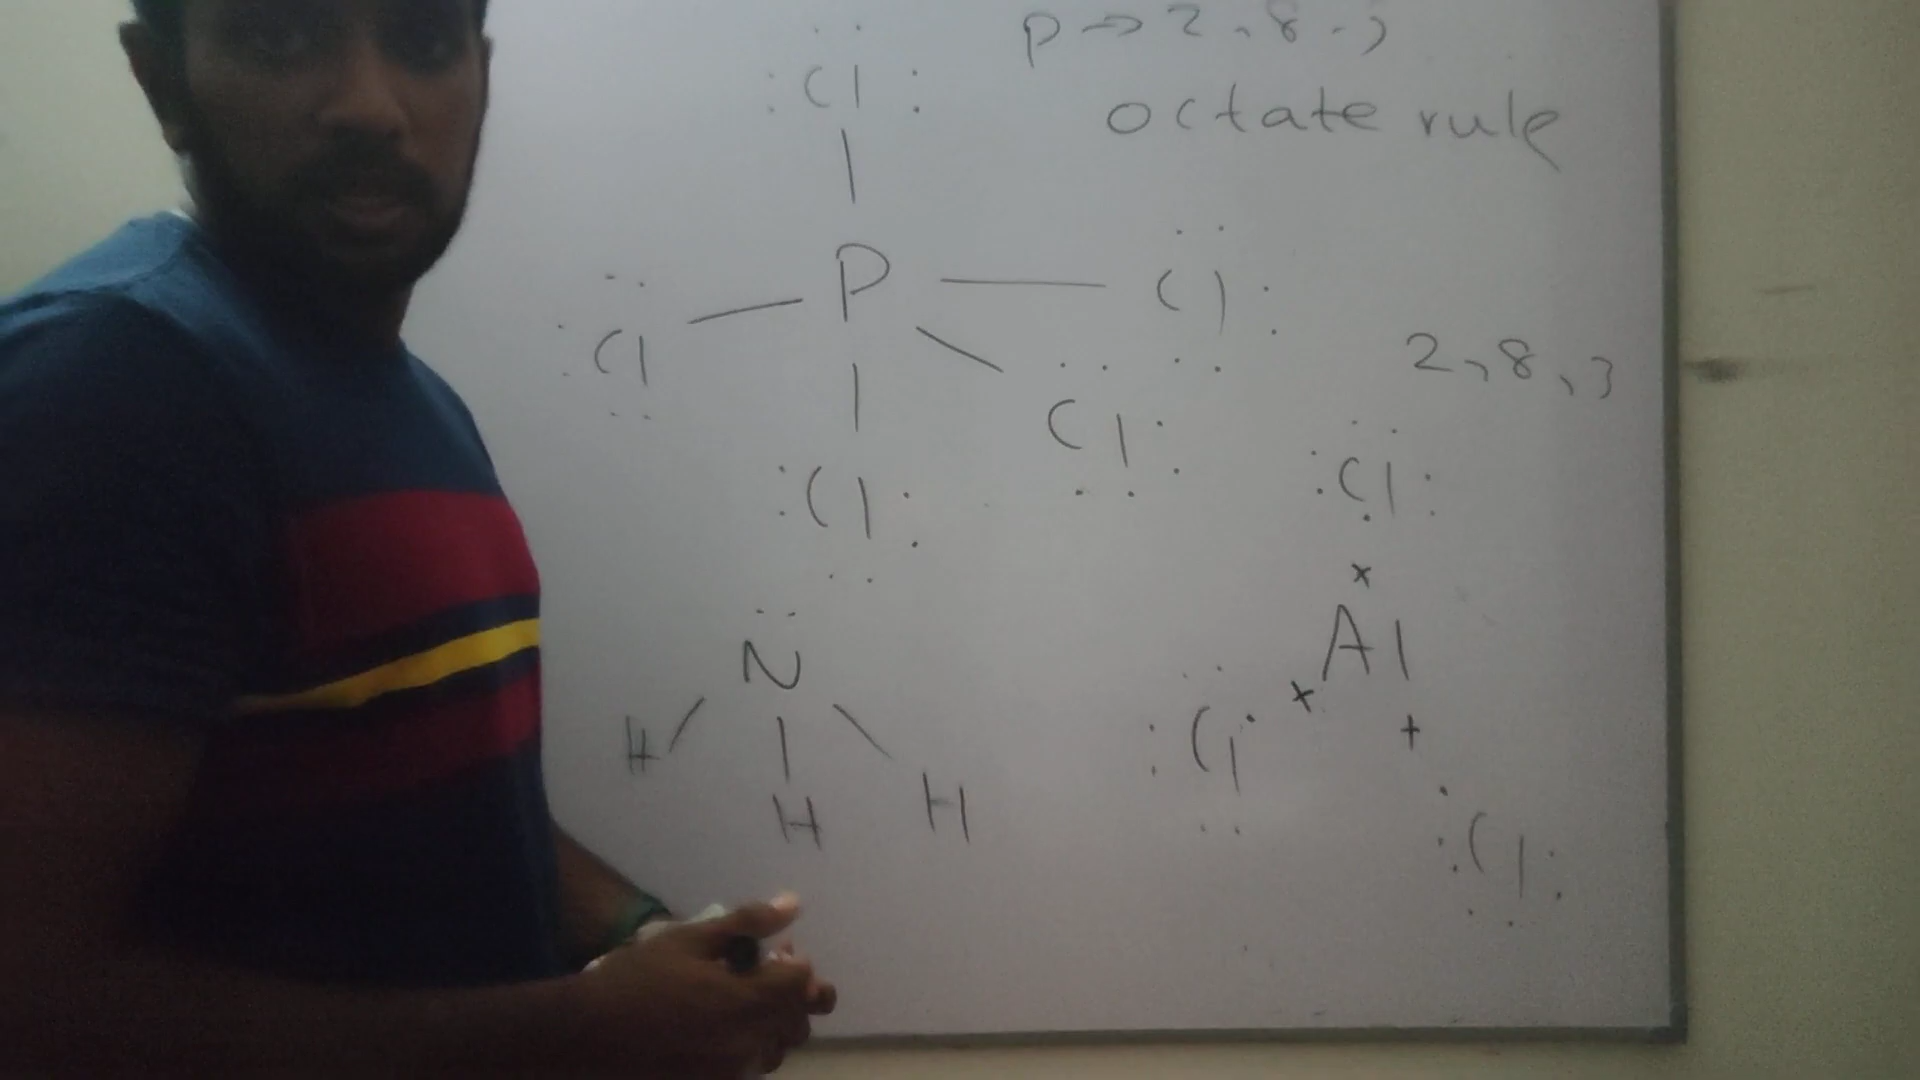 p → 2, 8, 5
octate rule
Cl
P
Cl
Cl
Cl
Cl
2, 8, 3
Cl
Al
Cl
Cl
N
H
H
H